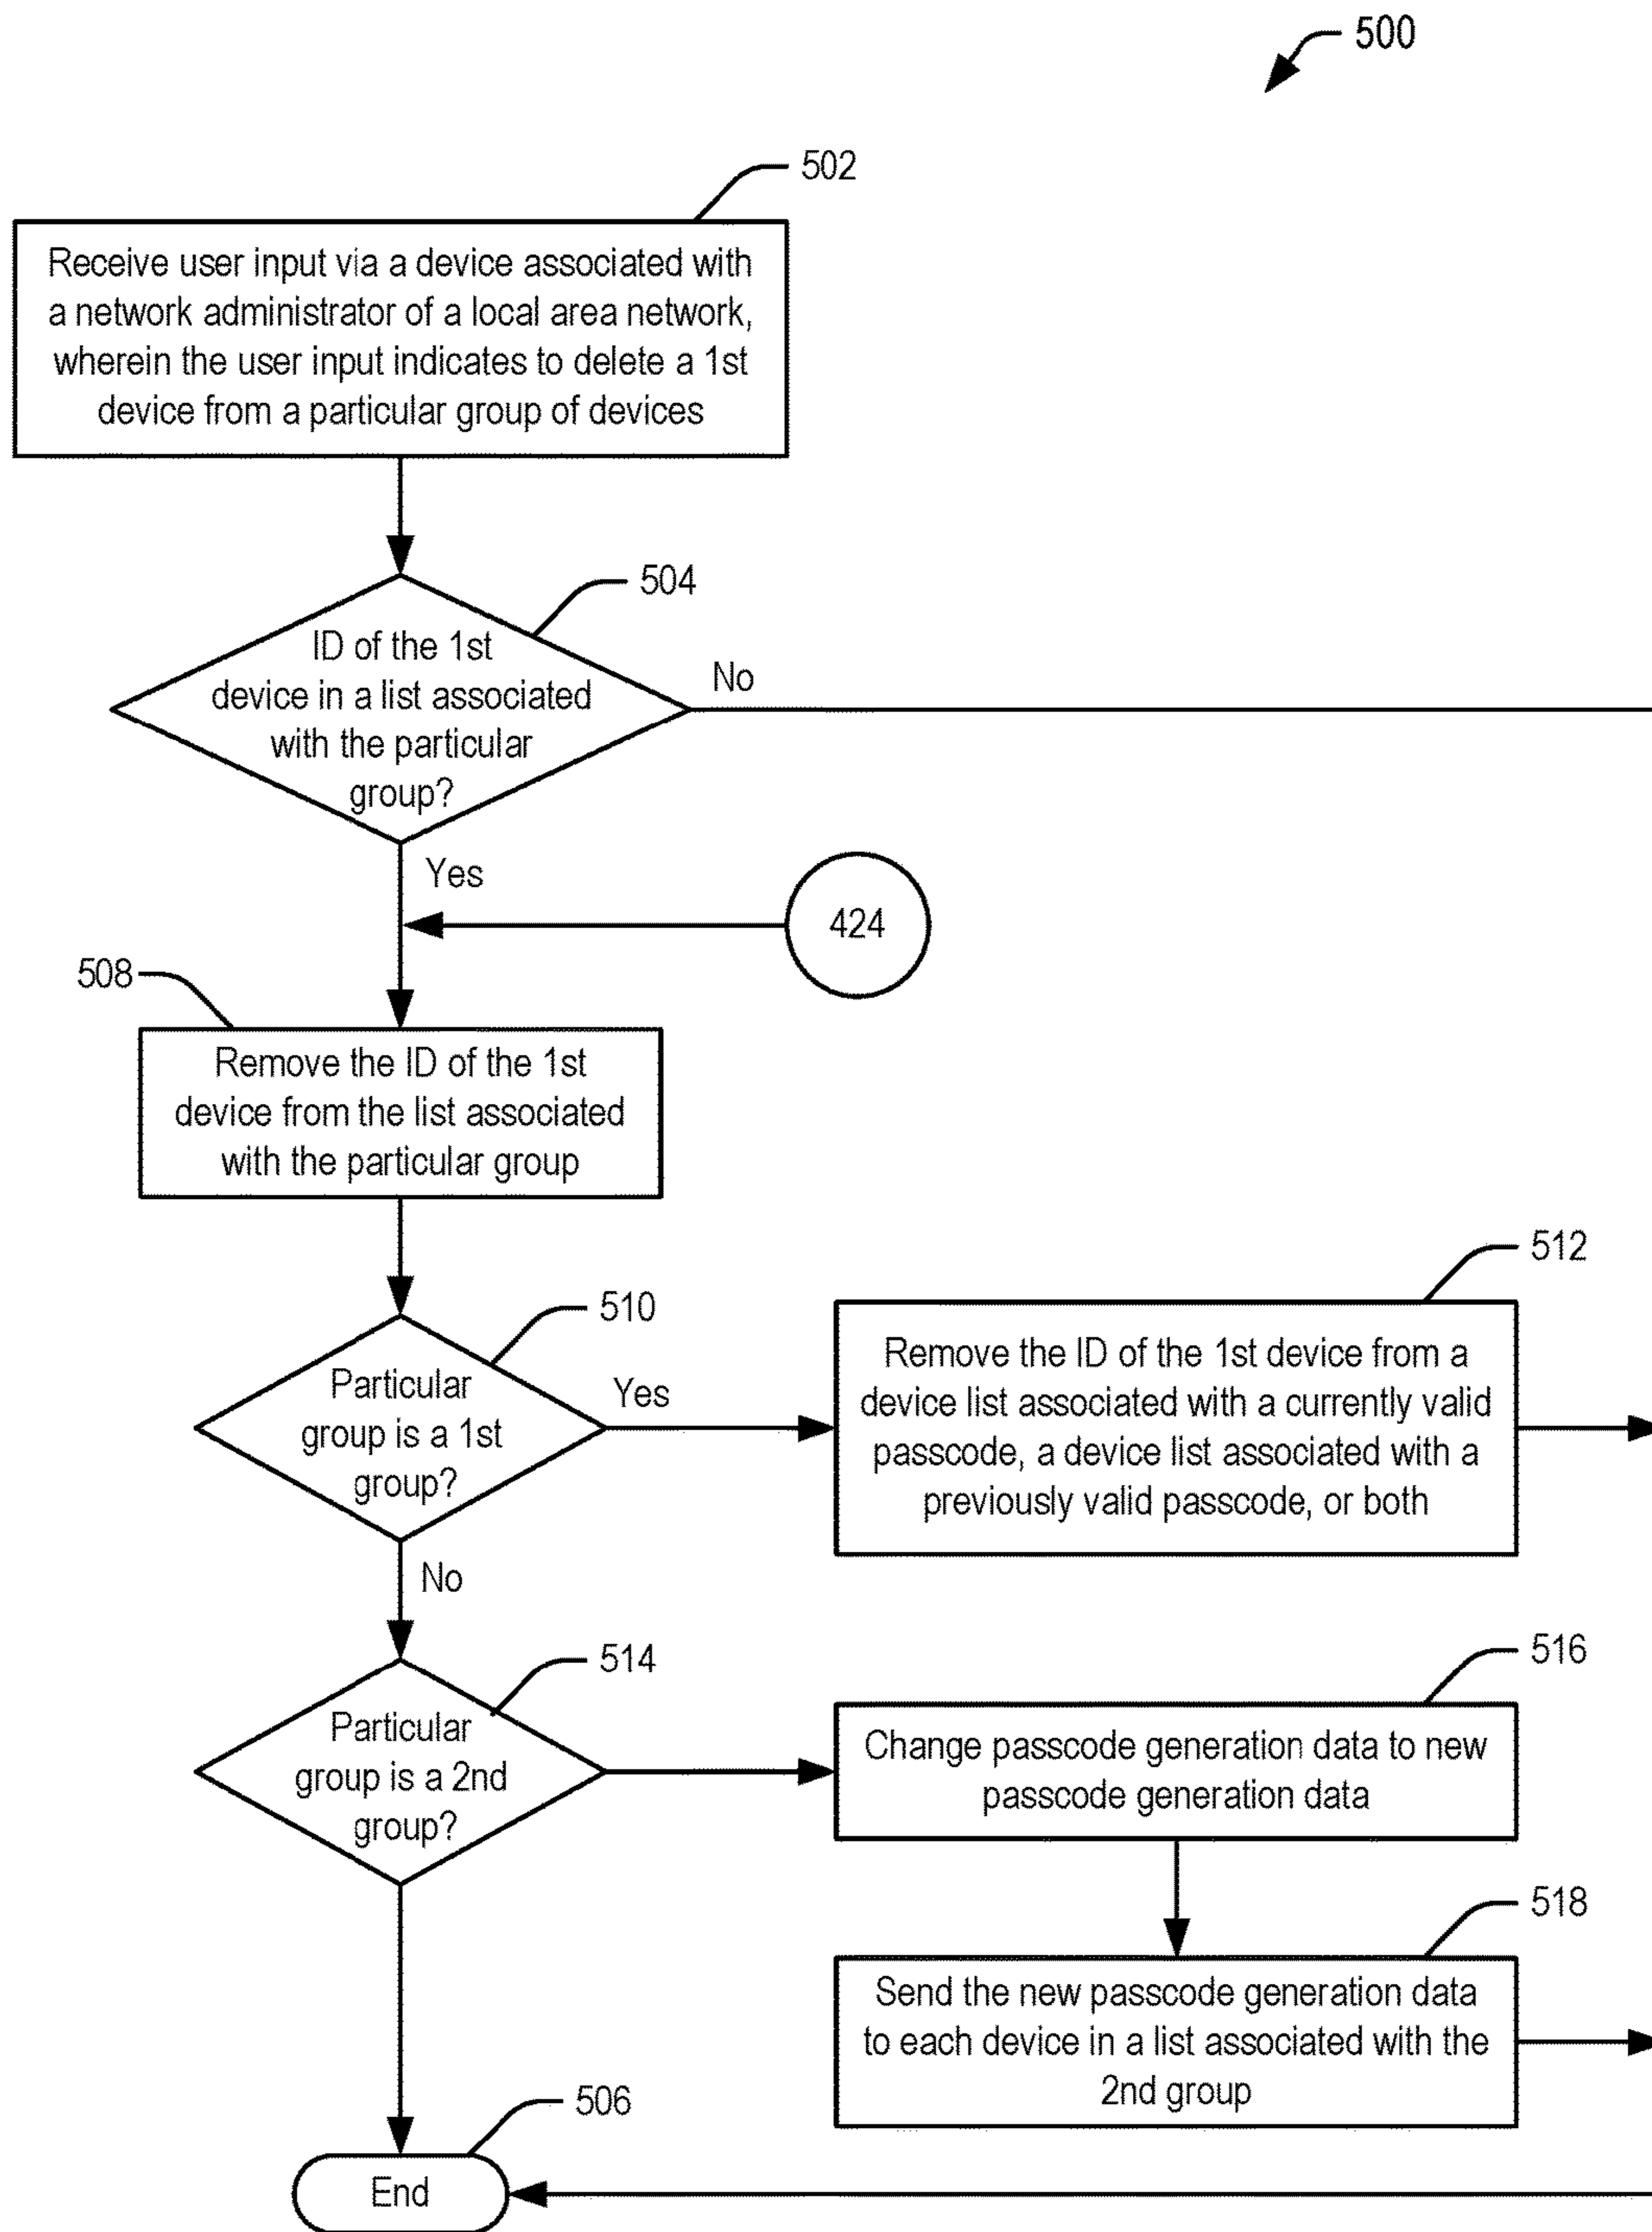 500
502
Receive user input via a device associated with
a network administrator of a local area network,
wherein the user input indicates to delete a 1st
device from a particular group of devices
504
ID of the 1st
device in a list associated
with the particular
group?
No
Yes
424
508
Remove the ID of the 1st
device from the list associated
with the particular group
510
Particular
group is a 1st
group?
Yes
512
Remove the ID of the 1st device from a
device list associated with a currently valid
passcode, a device list associated with a
previously valid passcode, or both
No
514
Particular
group is a 2nd
group?
516
Change passcode generation data to new
passcode generation data
518
Send the new passcode generation data
to each device in a list associated with the
2nd group
506
End